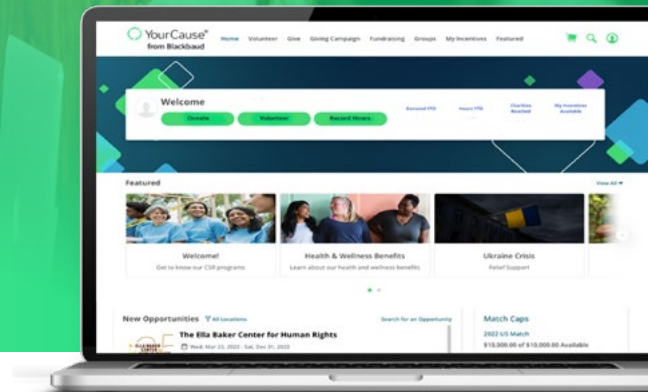 YourCause®
from Blackbaud
Home Volunteer Give Giving Campaign Fundraising Groups My Incentives Featured
Welcome
Donate Volunteer Record Hours
Donated YTD Hours YTD Charities Reached My Incentives Available
Featured
View All
Welcome!
Get to know our CSR programs
Health & Wellness Benefits
Learn about our health and wellness benefits
Ukraine Crisis
Relief Support
New Opportunities All Locations Search for an Opportunity
The Ella Baker Center for Human Rights
Wed, Mar 23, 2022 - Sat, Dec 31, 2022
ELLA BAKER
CENTER
Match Caps
2022 US Match
$10,000.00 of $10,000.00 Available